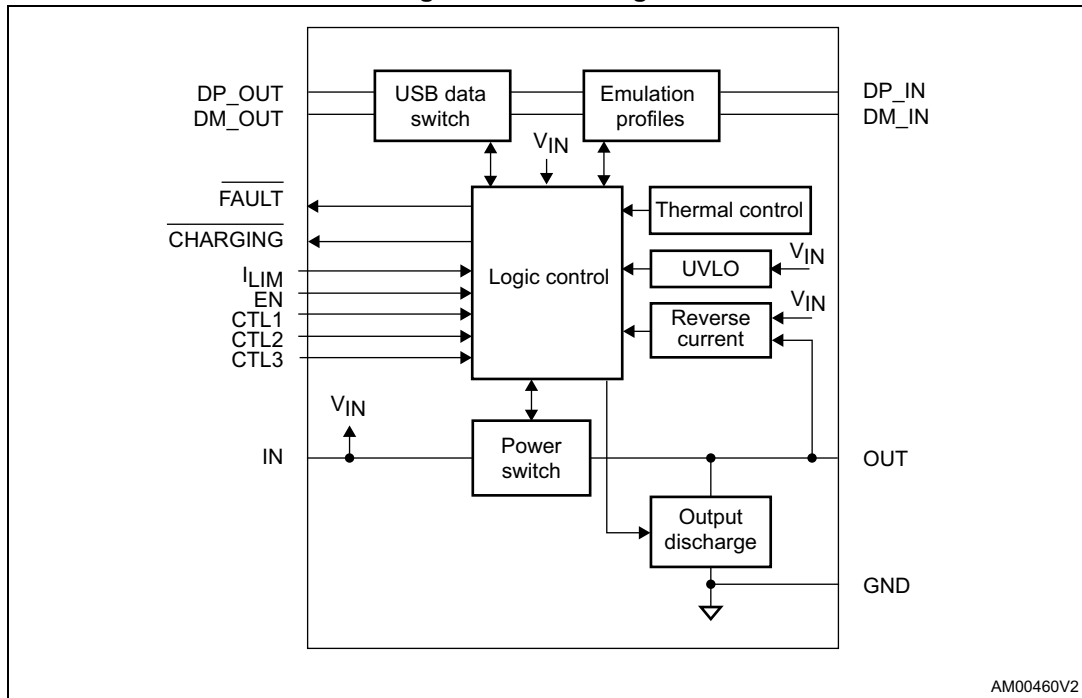 DP_OUT
DM_OUT
USB data
switch
Emulation
profiles
DP_IN
DM_IN
VIN
FAULT
CHARGING
ILIM
EN
CTL1
CTL2
CTL3
Logic control
Thermal control
UVLO
VIN
Reverse
current
VIN
VIN
IN
Power
switch
OUT
Output
discharge
GND
AM00460V2